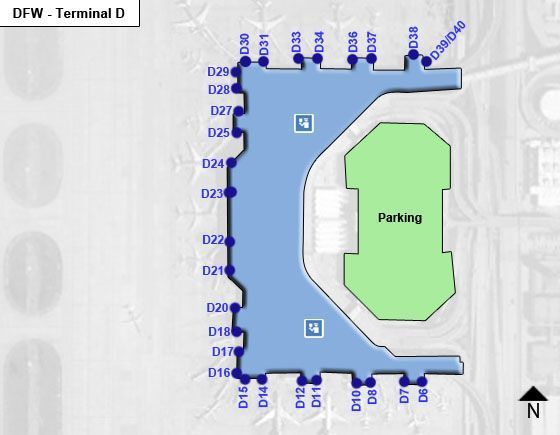 DFW - Terminal D
D30
D31
D33
D34
D36
D37
D38
D39/D40
D29
D28
D27
D25
D24
D23
D22
D21
D20
D18
D17
D16
Parking
D15
D14
D12
D11
D10
D8
D7
D6
N